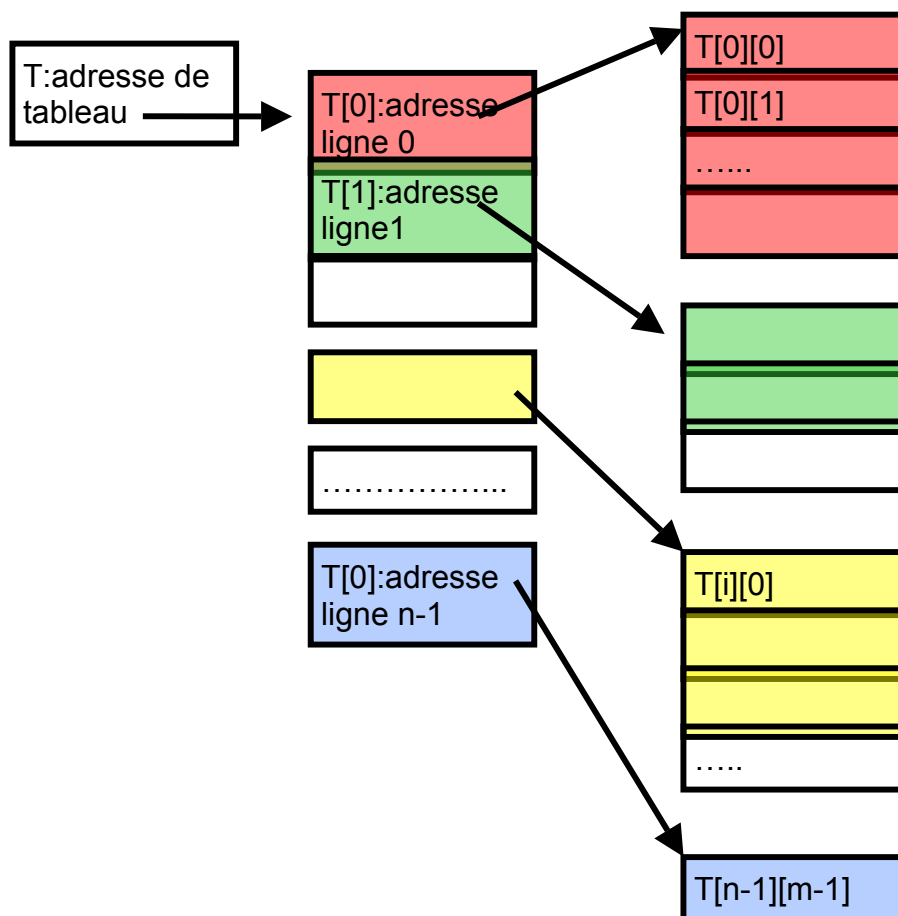 T:adresse de
tableau
T[0]:adresse
ligne 0
T[1]:adresse
ligne1
………………...
T[0]:adresse
ligne n-1
T[0][0]
T[0][1]
…...
T[i][0]
…..
T[n-1][m-1]